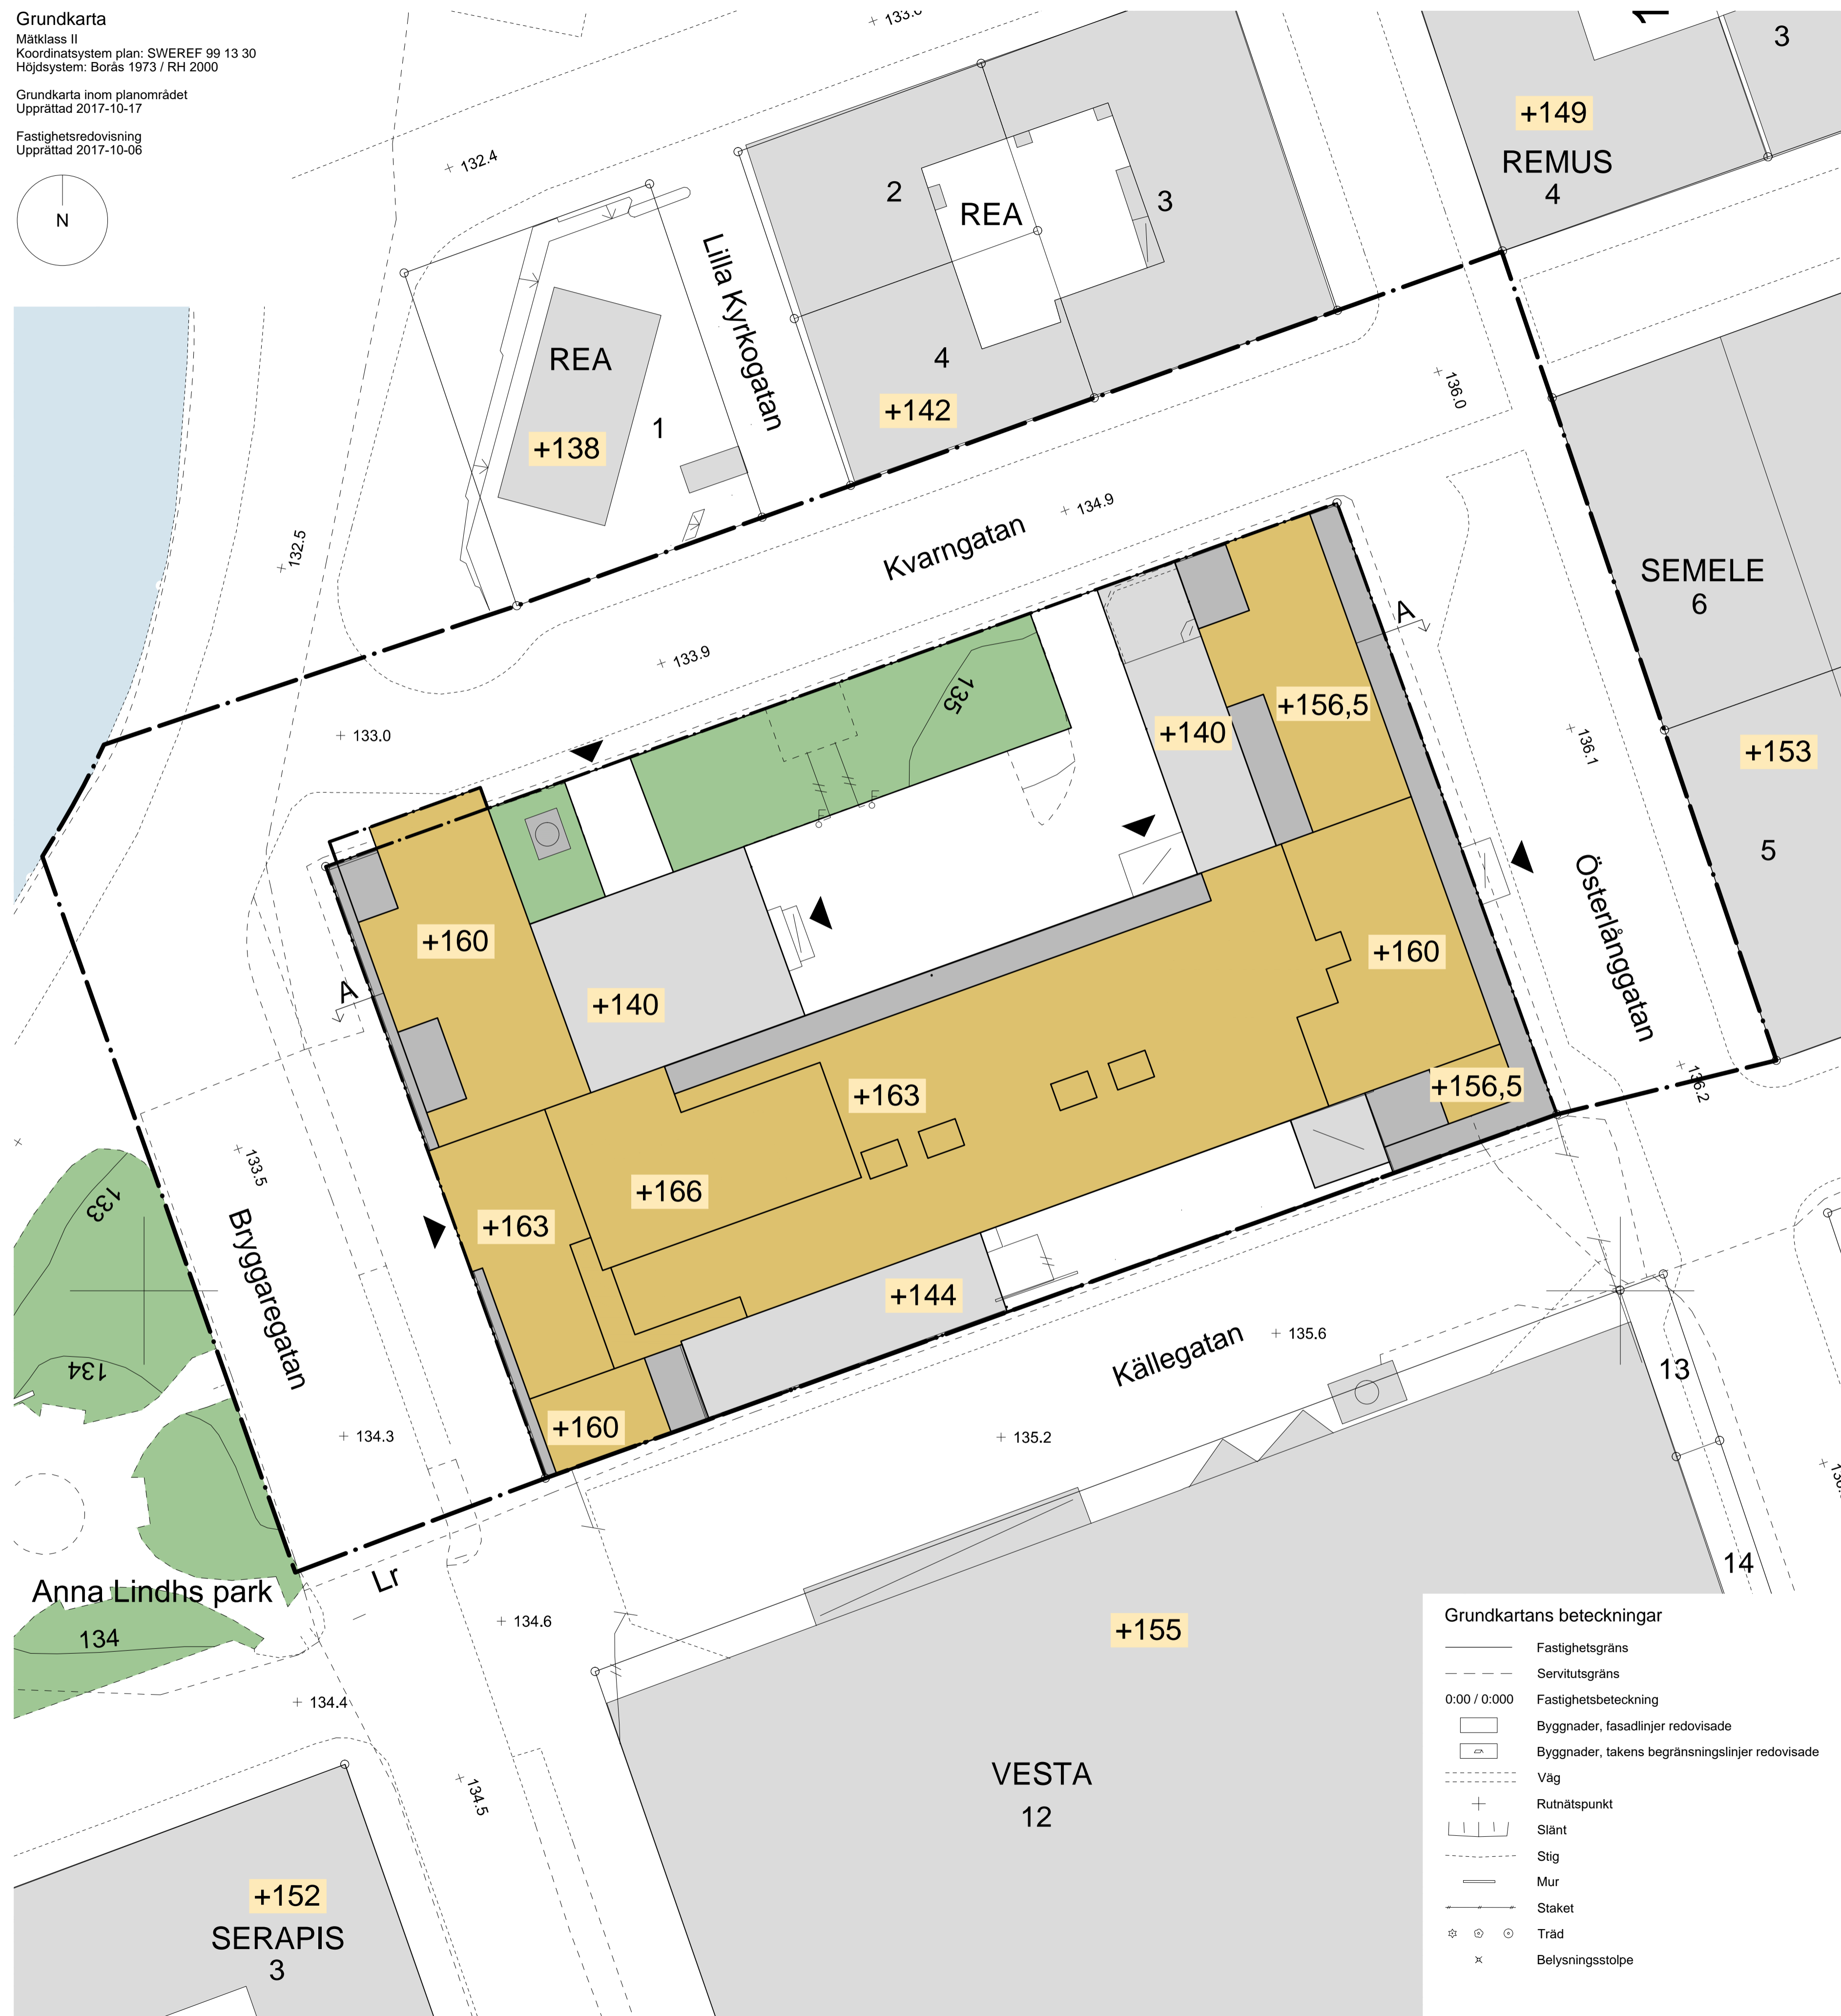 Grundkarta
Mätklass II
Koordinatsystem plan: SWEREF 99 13 30
Höjdsystem: Borås 1973 / RH 2000
Grundkarta inom planområdet
Upprättad 2017-10-17
Fastighetsredovisning
Upprättad 2017-10-06
N
3
+149
REMUS
4
132.4
2
REA
3
Lilla Kyrkogatan
REA
1
+138
4
+142
136.0
132.5
134.9
Kvarngatan
SEMELE
6
A
133.9
135
+156,5
+140
133.0
136.1
+153
5
F
F
+160
+160
Österlånggatan
A
+140
+163
+156,5
136.2
133.5
133
+166
+163
Bryggaregatan
+144
134
Källegatan
135.6
13
+160
134.3
135.2
14
Lr
Anna Lindhs park
134
134.6
+155
134.4
VESTA
12
134.5
+152
SERAPIS
3
Grundkartans beteckningar
Fastighetsgräns
Servitutsgräns
0:00 / 0:000 Fastighetsbeteckning
Byggnader, fasadlinjer redovisade
Byggnader, takens begränsningslinjer redovisade
Väg
Rutnätspunkt
Slänt
Stig
Mur
Staket
Träd
Belysningsstolpe